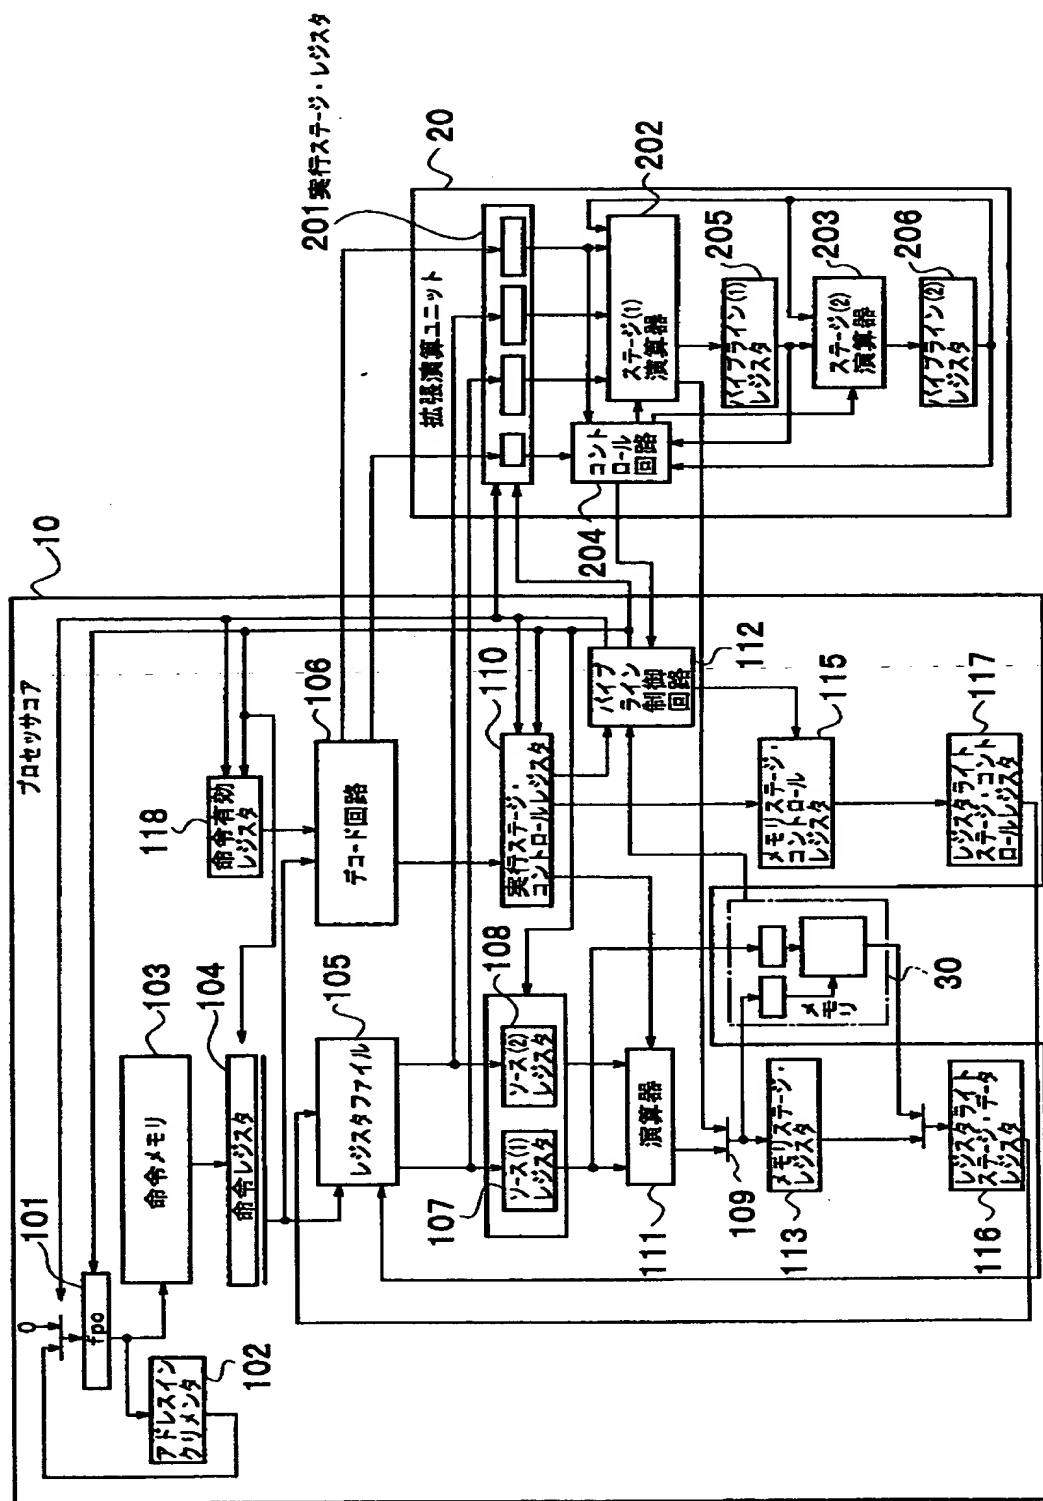 プロセッサコア
10
0
101
fpc
アドレスイン
クリメンタ
102
命令メモリ
103
104
命令レジスタ
118
命令有効
レジスタ
デコード回路
106
レジスタファイル
105
107
ソース(1)
レジスタ
108
ソース(2)
レジスタ
110
実行ステージ・
コントロールレジスタ
演算器
111
109
パイプ
ライン
制御
回路
112
メモリステージ・
レジスタ
113
メモリ
30
メモリステージ・
コントロール
レジスタ
115
レジスタライト
ステージ・データ
レジスタ
116
レジスタライト
ステージ・コント
ロールレジスタ
117
拡張演算ユニット
20
201実行ステージ・レジスタ
コント
ロール
回路
204
ステージ(1)
演算器
202
パイプライン(1)
レジスタ
205
ステージ(2)
演算器
203
パイプライン(2)
レジスタ
206